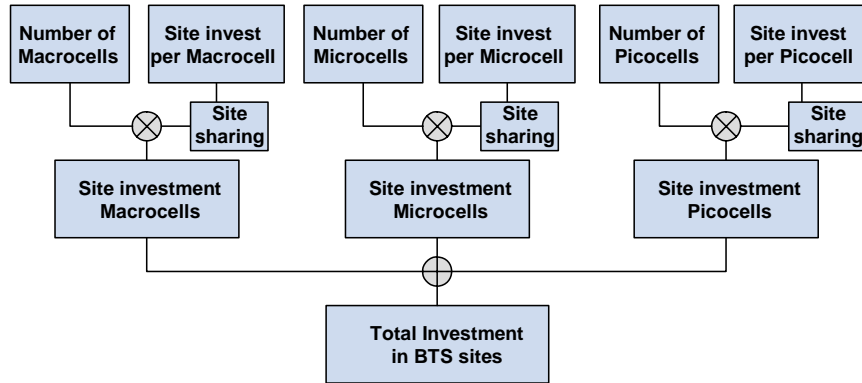 Number of
Macrocells
Site invest
per Macrocell
Number of
Microcells
Site invest
per Microcell
Number of
Picocells
Site invest
per Picocell
Site
sharing
Site
sharing
Site
sharing
Site investment
Macrocells
Site investment
Microcells
Site investment
Picocells
Total Investment
in BTS sites